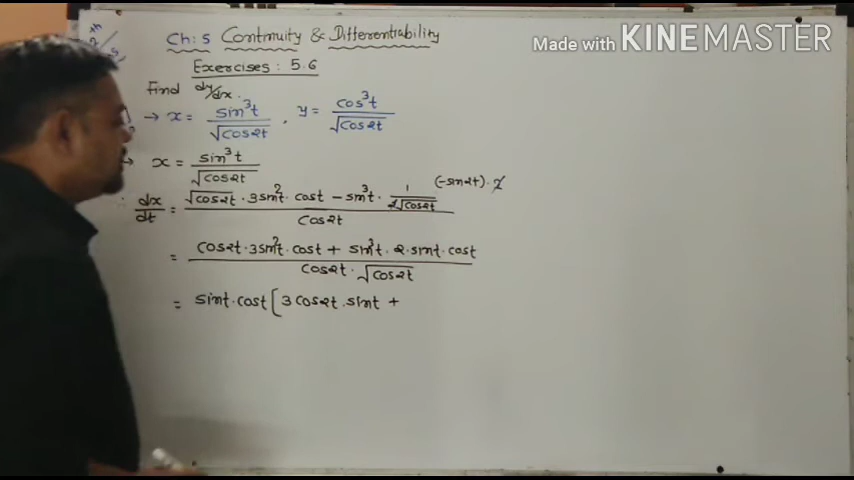 Made with KINEMASTER
Ch: 5 Continuity & Differentiability
Exercises: 5.6
Find dy/dx.
→ x = sin³t / √cos2t , y = cos³t / √cos2t
→ x = sin³t / √cos2t
∴ dx/dt = √cos2t · 3sin²t · cost − sin³t · 1/2√cos2t (−sin2t) · 2 / cos2t
= cos2t · 3sin²t · cost + sin³t · 2 · sint · cost / cos2t · √cos2t
= sint · cost [ 3 cos2t · sint +